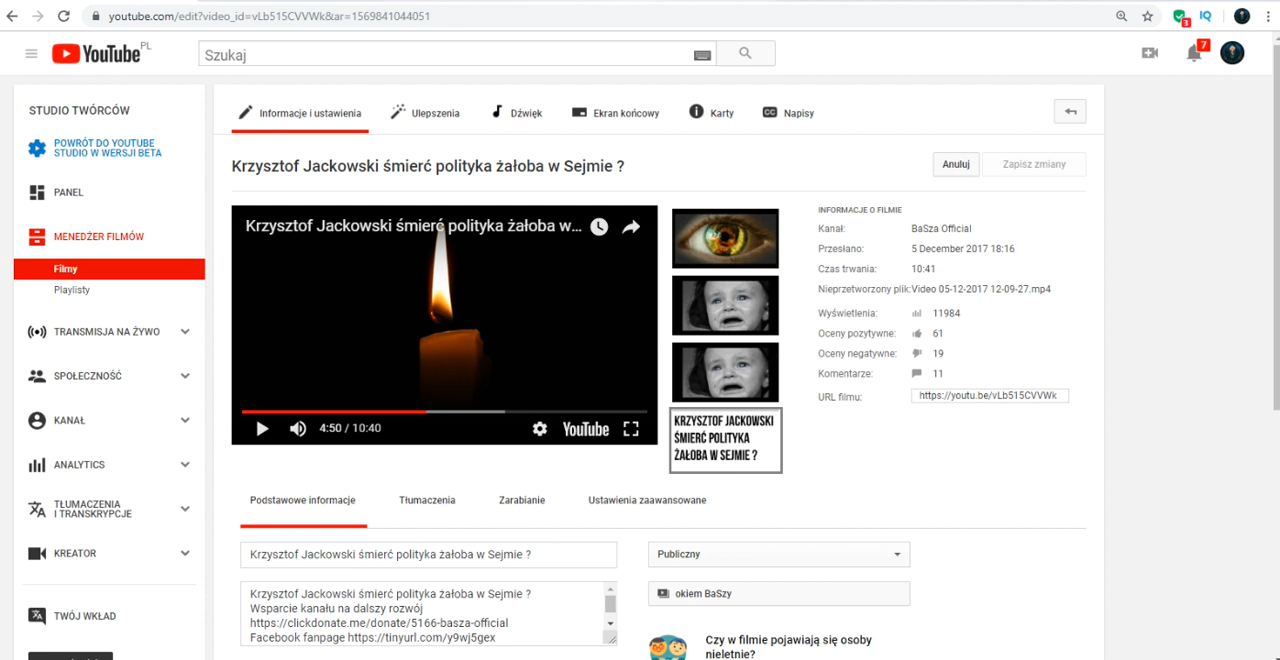 youtube.com/edit?video_id=vLb515CVVWk&ar=1569841044051
3
IQ
YouTube PL
Szukaj
7
STUDIO TWÓRCÓW
POWRÓT DO YOUTUBE
STUDIO W WERSJI BETA
PANEL
MENEDŻER FILMÓW
Filmy
Playlisty
TRANSMISJA NA ŻYWO
SPOŁECZNOŚĆ
KANAŁ
ANALYTICS
TŁUMACZENIA
I TRANSKRYPCJE
KREATOR
TWÓJ WKŁAD
Informacje i ustawienia
Ulepszenia
Dźwięk
Ekran końcowy
Karty
CC Napisy
Krzysztof Jackowski śmierć polityka żałoba w Sejmie ?
Anuluj
Zapisz zmiany
Krzysztof Jackowski śmierć polityka żałoba w...
4:50 / 10:40
YouTube
KRZYSZTOF JACKOWSKI
ŚMIERĆ POLITYKA
ŻAŁOBA W SEJMIE ?
INFORMACJE O FILMIE
Kanał: BaSza Official
Przesłano: 5 December 2017 18:16
Czas trwania: 10:41
Nieprzetworzony plik:Video 05-12-2017 12-09-27.mp4
Wyświetlenia: 11984
Oceny pozytywne: 61
Oceny negatywne: 19
Komentarze: 11
URL filmu: https://youtu.be/vLb515CVVWk
Podstawowe informacje
Tłumaczenia
Zarabianie
Ustawienia zaawansowane
Krzysztof Jackowski śmierć polityka żałoba w Sejmie ?
Krzysztof Jackowski śmierć polityka żałoba w Sejmie ?
Wsparcie kanału na dalszy rozwój
https://clickdonate.me/donate/5166-basza-official
Facebook fanpage https://tinyurl.com/y9wj5gex
Publiczny
okiem BaSzy
Czy w filmie pojawiają się osoby
nieletnie?